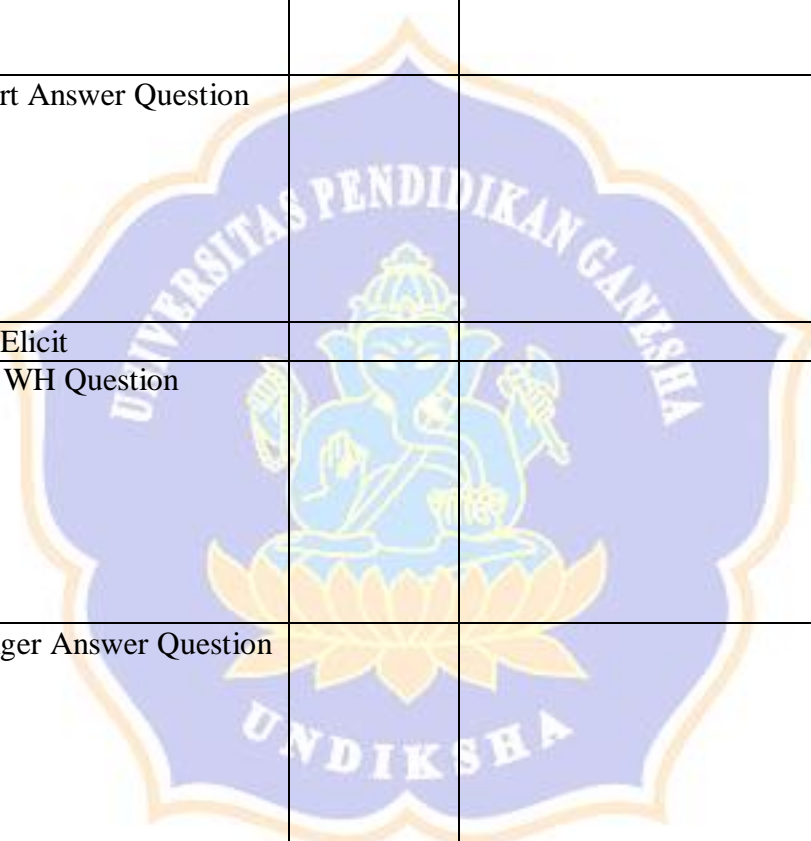 rt Answer Question
UNIVERSITAS PENDIDIKAN GANESHA
Elicit
WH Question
ger Answer Question
UNDIKSHA